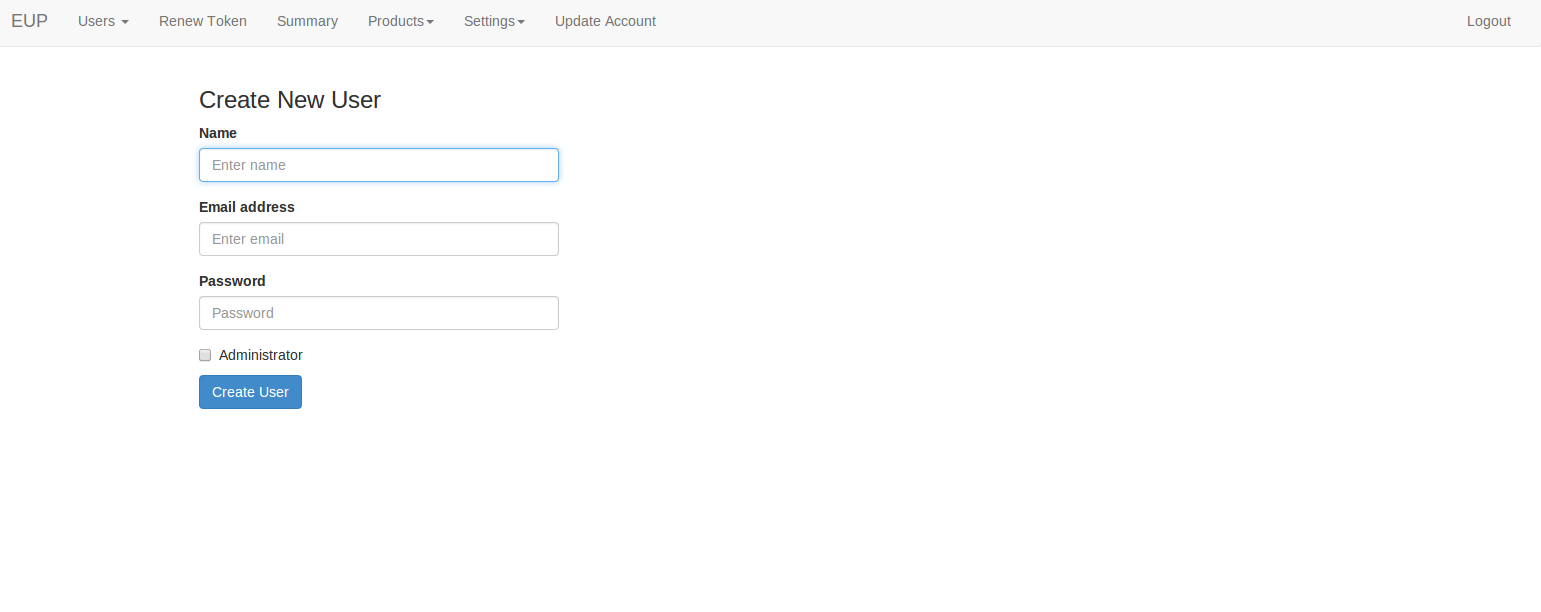 EUP Users Renew Token Summary Products Settings Update Account Logout
Create New User
Name
Enter name
Email address
Enter email
Password
Password
Administrator
Create User